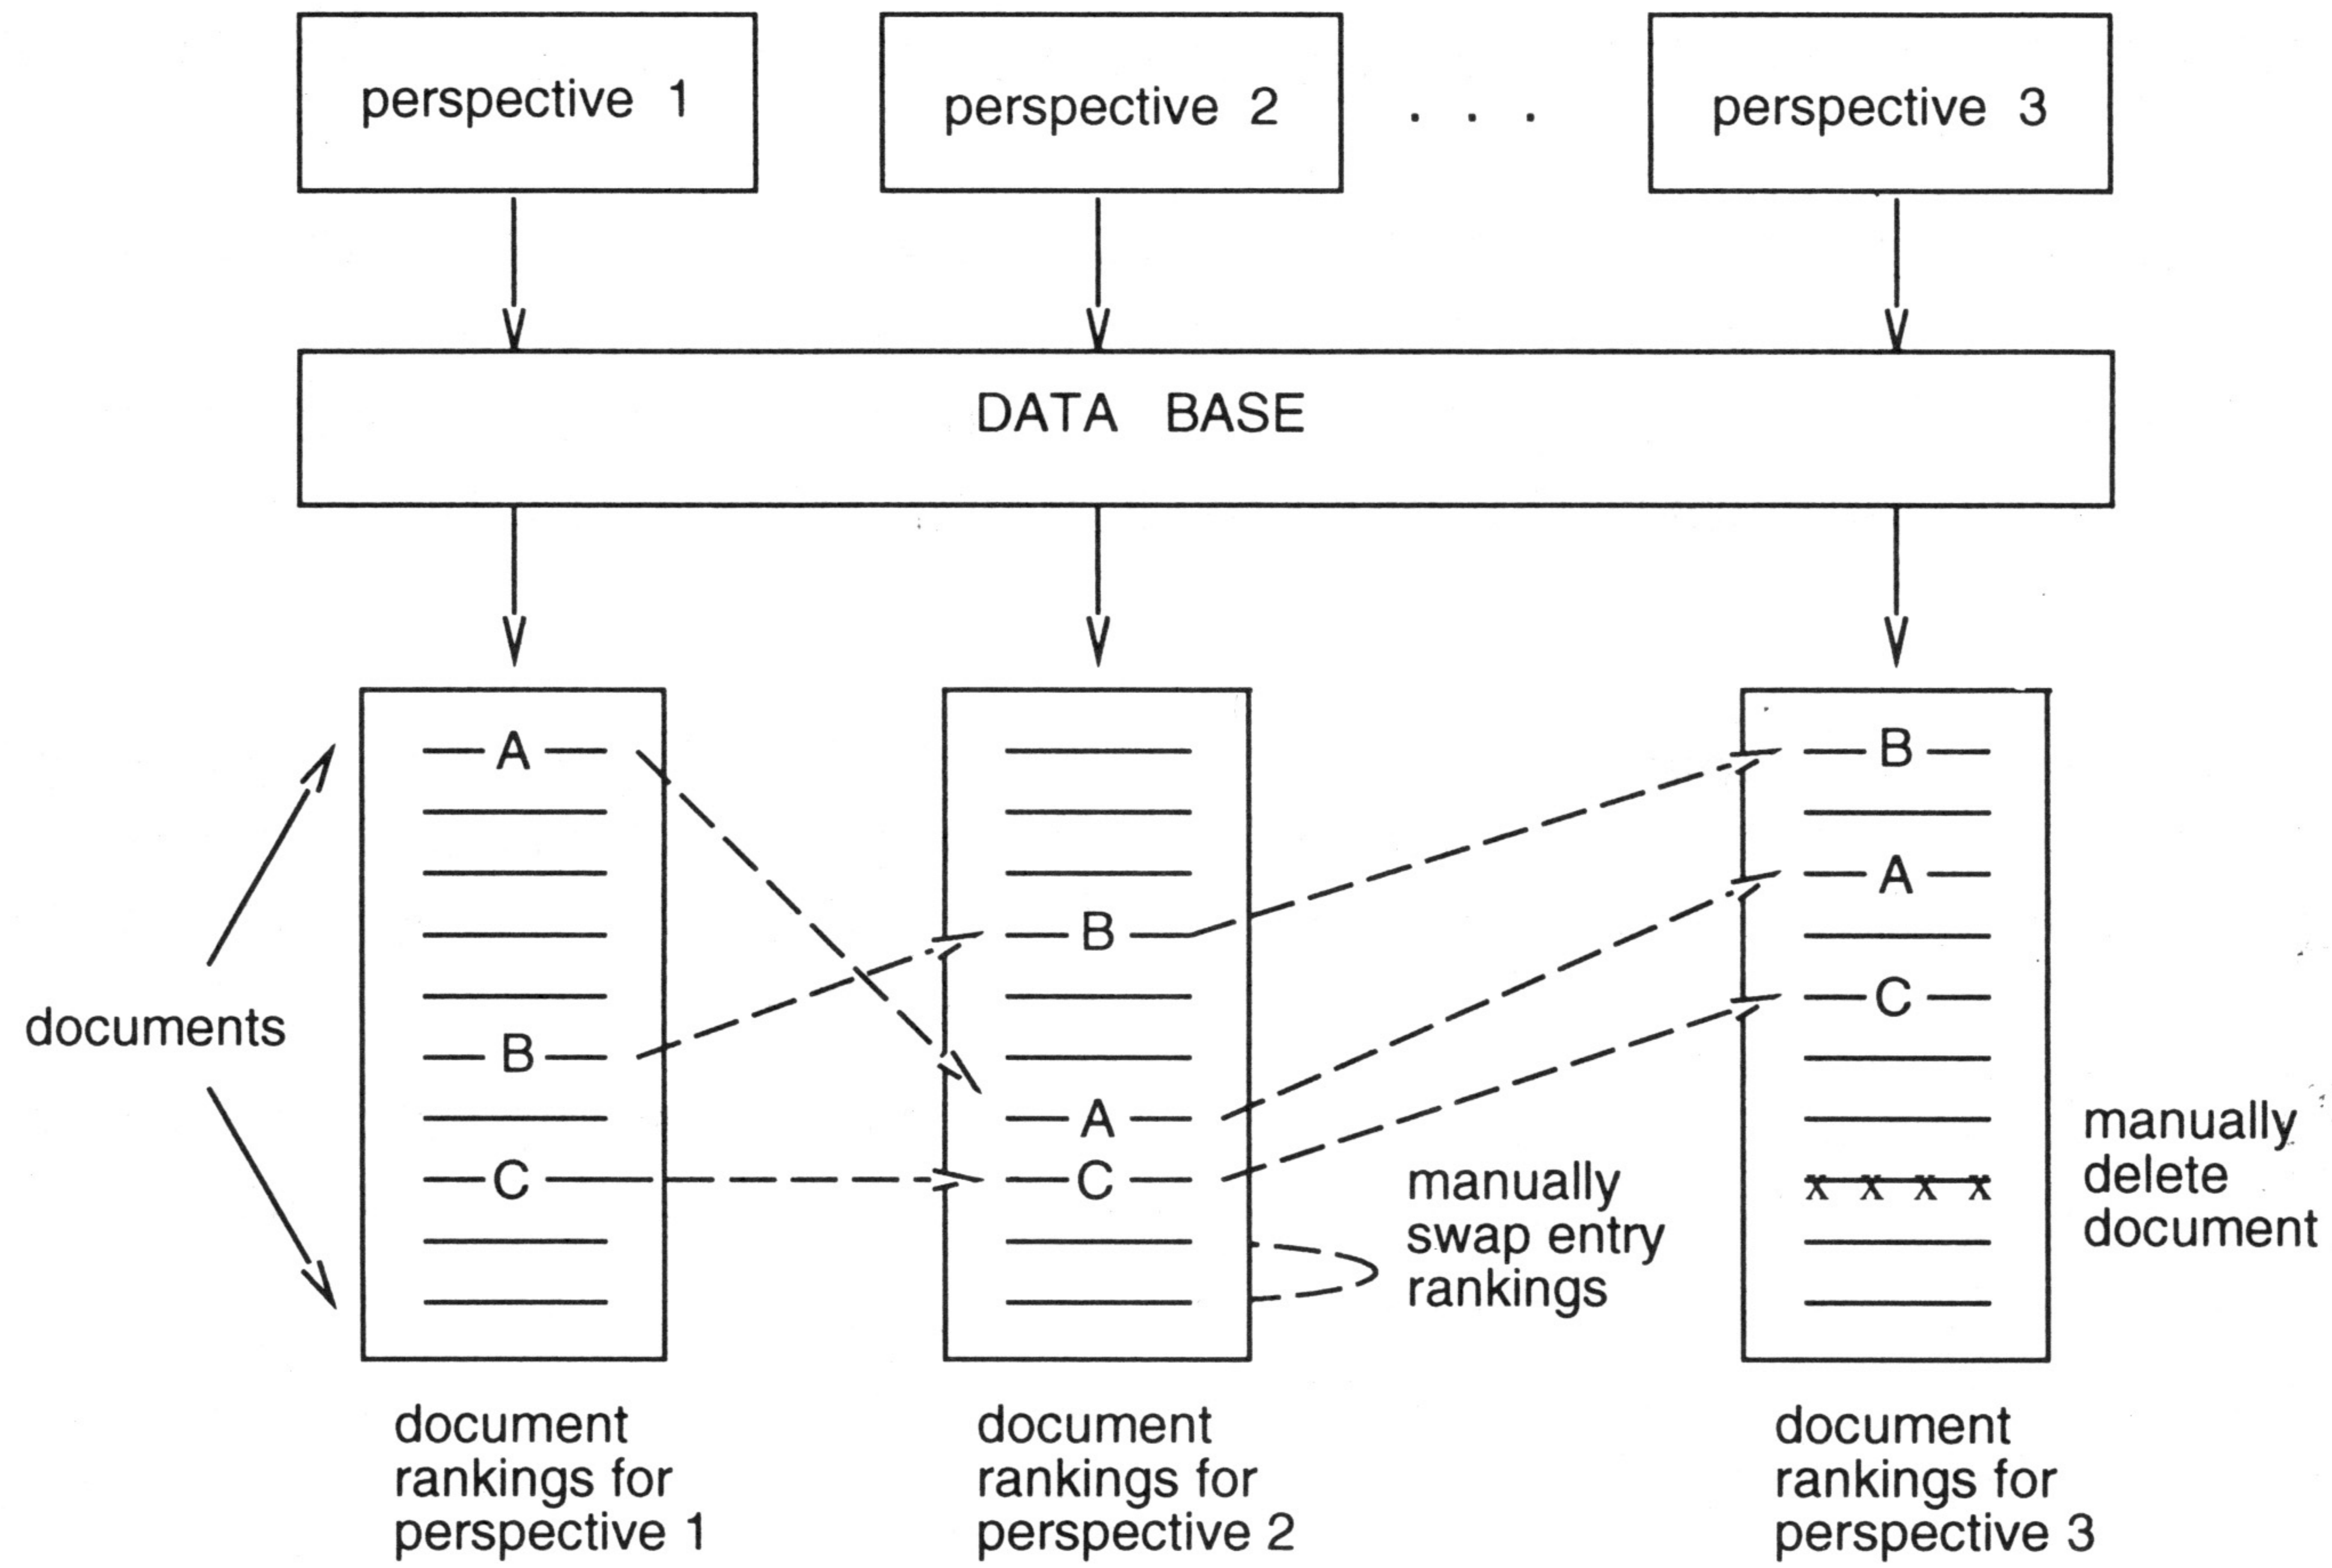 perspective 1
perspective 2
. . .
perspective 3
DATA BASE
documents
A
B
C
B
A
C
manually
swap entry
rankings
B
A
C
x x x x
manually
delete
document
document
rankings for
perspective 1
document
rankings for
perspective 2
document
rankings for
perspective 3